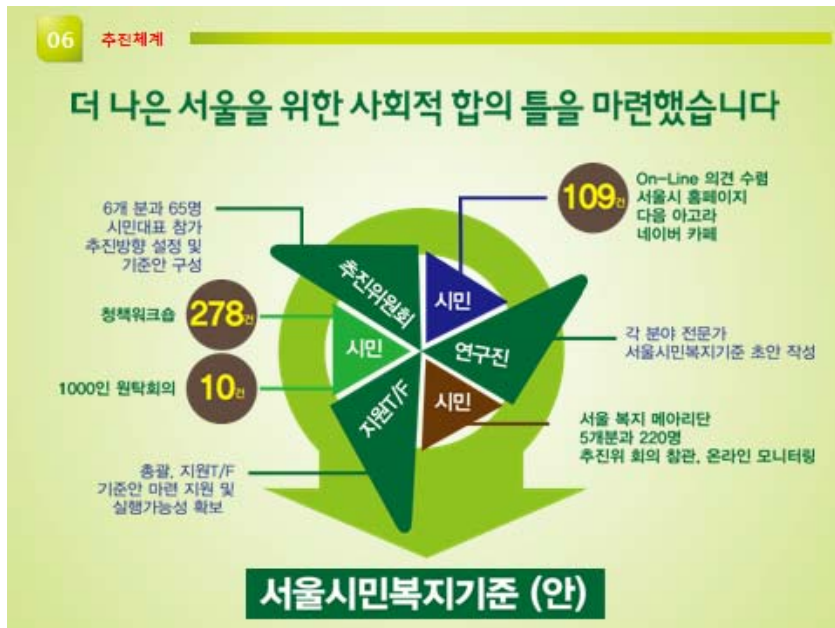 06 추진체계
더 나은 서울을 위한 사회적 합의 틀을 마련했습니다
6개 분과 65명
시민대표 참가
추진방향 설정 및
기준안 구성
109건
On-Line 의견 수렴
서울시 홈페이지
다음 아고라
네이버 카페
추진위원회
시민
청책워크숍 278건
시민
연구진
각 분야 전문가
서울시민복지기준 초안 작성
1000인 원탁회의 10건
지원T/F
시민
서울 복지 메아리단
5개분과 220명
추진위 회의 참관, 온라인 모니터링
총괄, 지원T/F
기준안 마련 지원 및
실행가능성 확보
서울시민복지기준 (안)